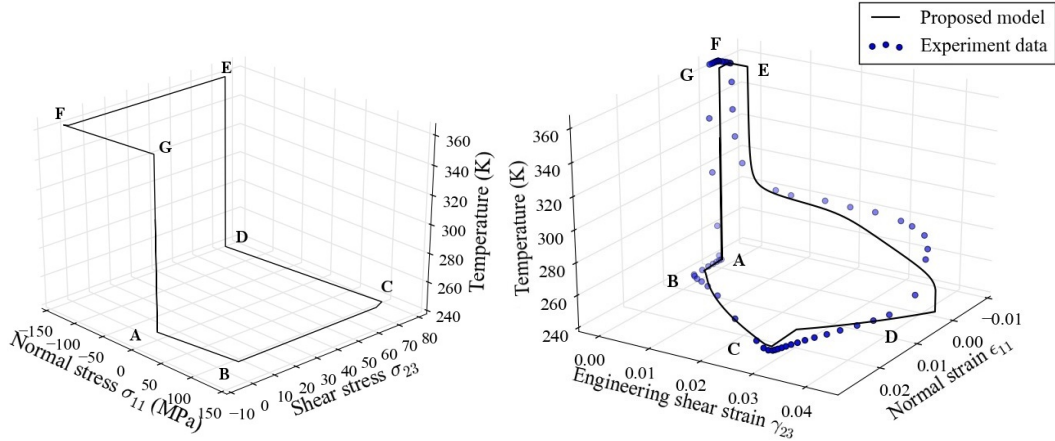 Proposed model
Experiment data
E
F
G
D
A
C
B
360
340
320
300
280
260
240
Temperature (K)
−150
−100
−50
0
50
100
150
Normal stress σ11 (MPa)
−10 0 10 20 30 40 50 60 70 80
Shear stress σ23
F
G
E
A
B
C
D
360
340
320
300
280
260
240
Temperature (K)
0.00
0.01
0.02
0.03
0.04
Engineering shear strain γ23
−0.01
0.00
0.01
0.02
Normal strain ϵ11